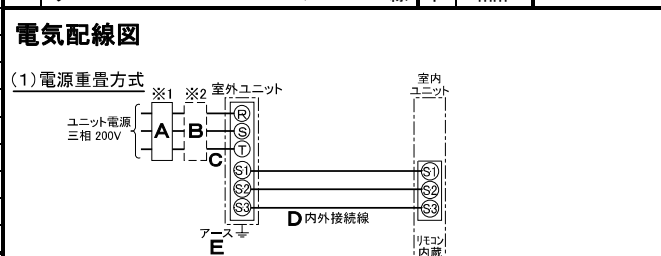 電気配線図
(1)電源重畳方式
※1 ※2 室外ユニット
室内
ユニット
ユニット電源
三相 200V
A
B
C
R
S
T
S1
S2
S3
S1
S2
S3
D 内外接続線
アース
E
リモコン
内蔵